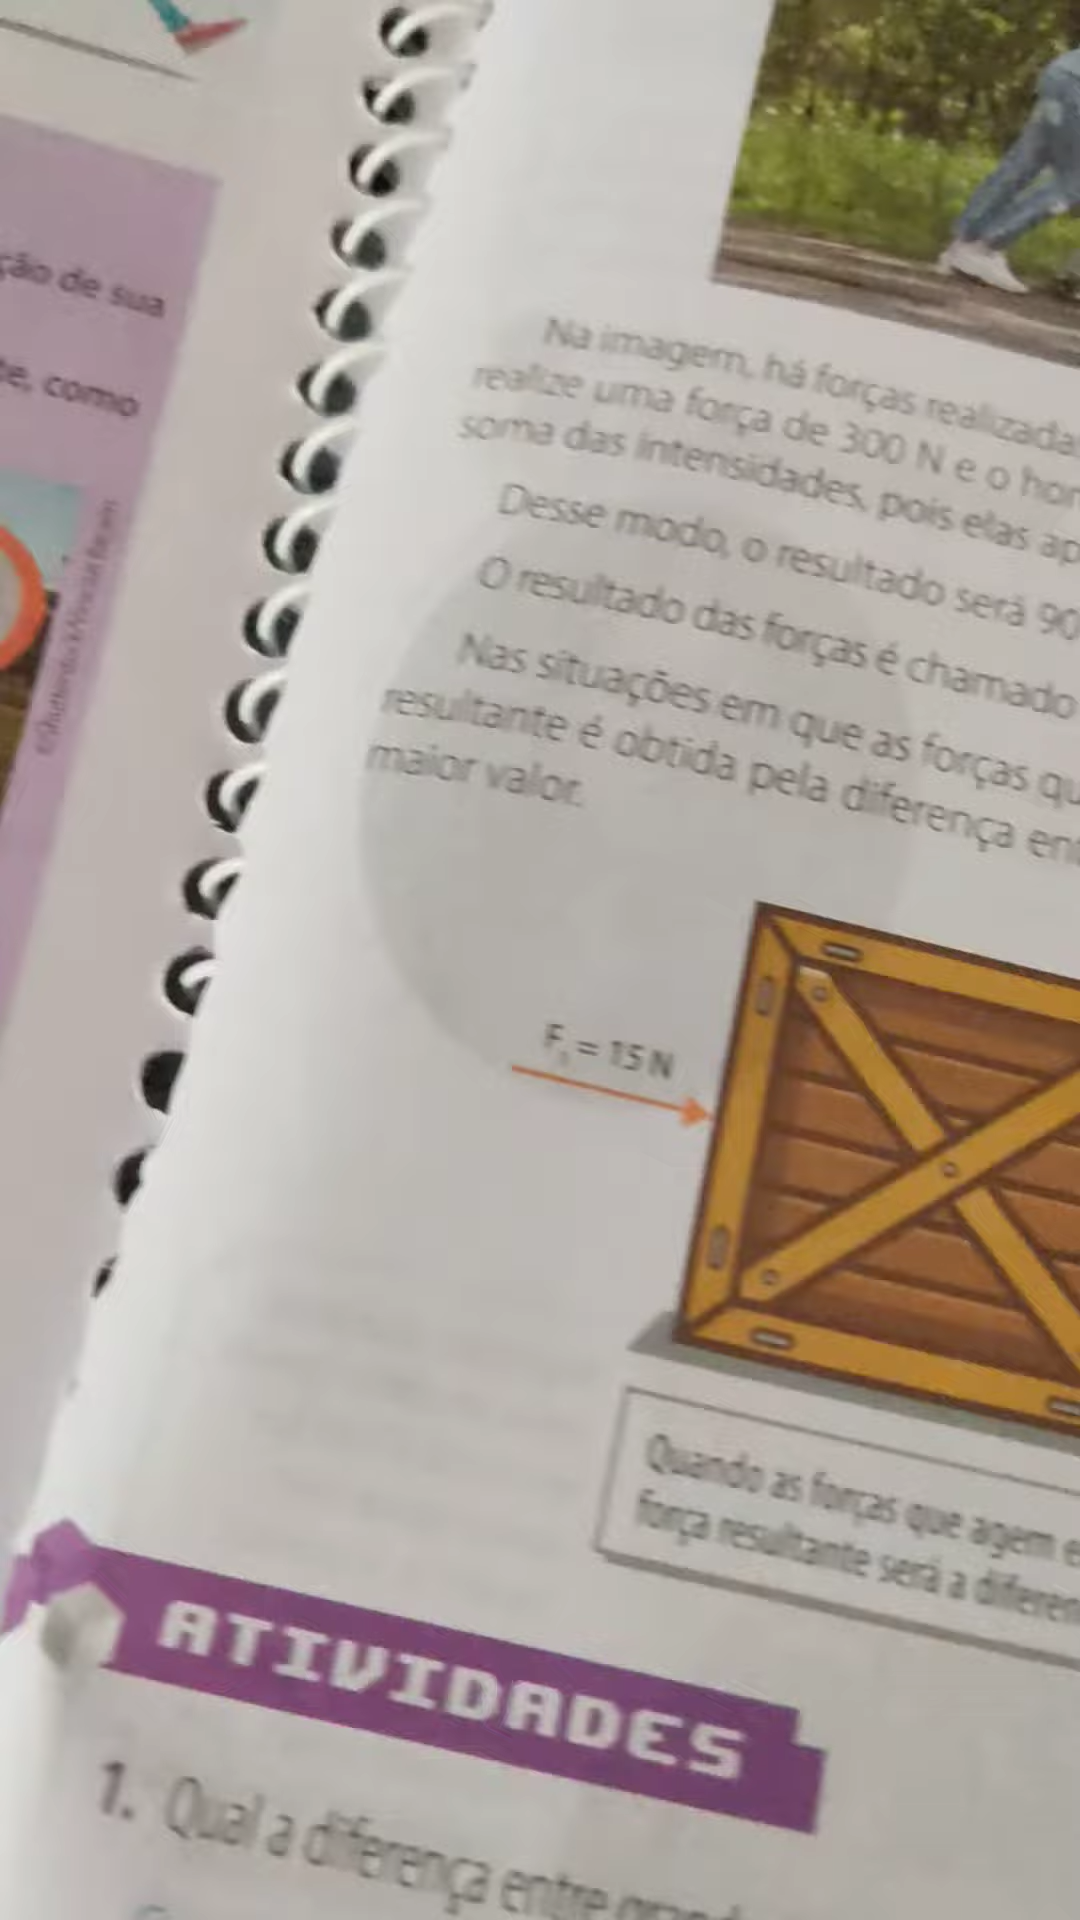 ção de sua
te, como
Na imagem, há forças realizada
realize uma força de 300 N e o hor
soma das intensidades, pois elas ap
Desse modo, o resultado será 90
O resultado das forças é chamado
Nas situações em que as forças qu
resultante é obtida pela diferença ent
maior valor.
F₁ = 15 N
Quando as forças que agem e
força resultante será a diferen
ATIVIDADES
1. Qual a diferença entre grand